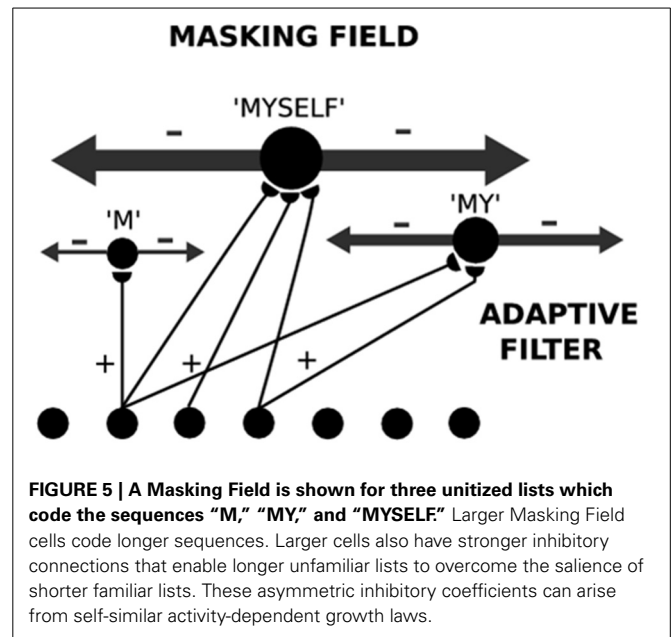 MASKING FIELD
'MYSELF'
- -
'M'
- -
'MY'
- -
ADAPTIVE
FILTER
+ + +
FIGURE 5 | A Masking Field is shown for three unitized lists which
code the sequences “M,” “MY,” and “MYSELF.” Larger Masking Field
cells code longer sequences. Larger cells also have stronger inhibitory
connections that enable longer unfamiliar lists to overcome the salience of
shorter familiar lists. These asymmetric inhibitory coefficients can arise
from self-similar activity-dependent growth laws.